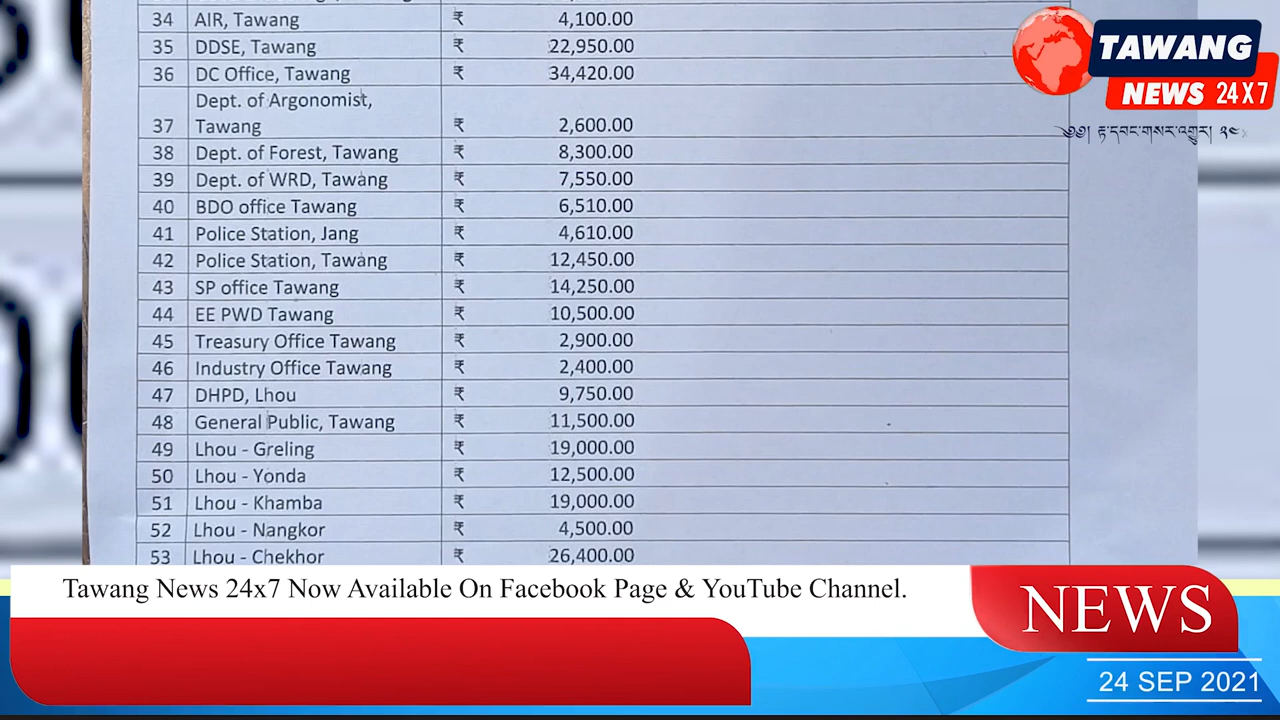 34 AIR, Tawang ₹ 4,100.00
35 DDSE, Tawang ₹ 22,950.00
36 DC Office, Tawang ₹ 34,420.00
Dept. of Argonomist,
37 Tawang ₹ 2,600.00
38 Dept. of Forest, Tawang ₹ 8,300.00
39 Dept. of WRD, Tawang ₹ 7,550.00
40 BDO office Tawang ₹ 6,510.00
41 Police Station, Jang ₹ 4,610.00
42 Police Station, Tawang ₹ 12,450.00
43 SP office Tawang ₹ 14,250.00
44 EE PWD Tawang ₹ 10,500.00
45 Treasury Office Tawang ₹ 2,900.00
46 Industry Office Tawang ₹ 2,400.00
47 DHPD, Lhou ₹ 9,750.00
48 General Public, Tawang ₹ 11,500.00
49 Lhou - Greling ₹ 19,000.00
50 Lhou - Yonda ₹ 12,500.00
51 Lhou - Khamba ₹ 19,000.00
52 Lhou - Nangkor ₹ 4,500.00
53 Lhou - Chekhor ₹ 26,400.00
TAWANG
NEWS 24X7
༄༅། རྟ་དབང་གསར་འགྱུར། ༢༤
Tawang News 24x7 Now Available On Facebook Page & YouTube Channel.
NEWS
24 SEP 2021